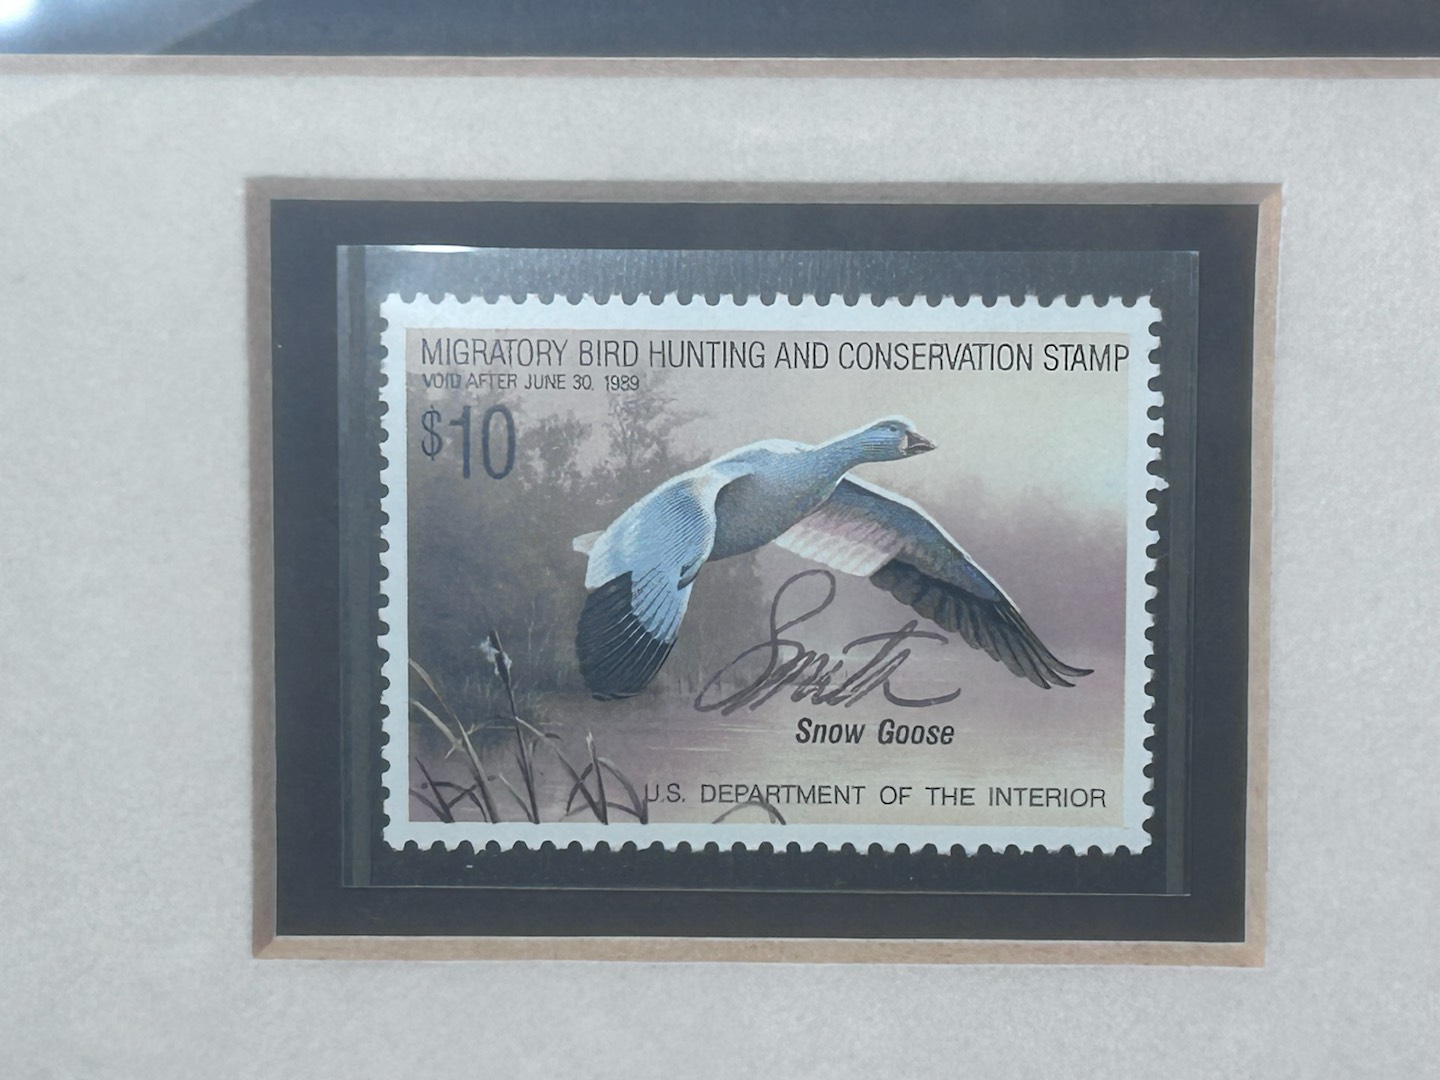 MIGRATORY BIRD HUNTING AND CONSERVATION STAMP
VOID AFTER JUNE 30, 1989
$10
Smith
Snow Goose
U.S. DEPARTMENT OF THE INTERIOR